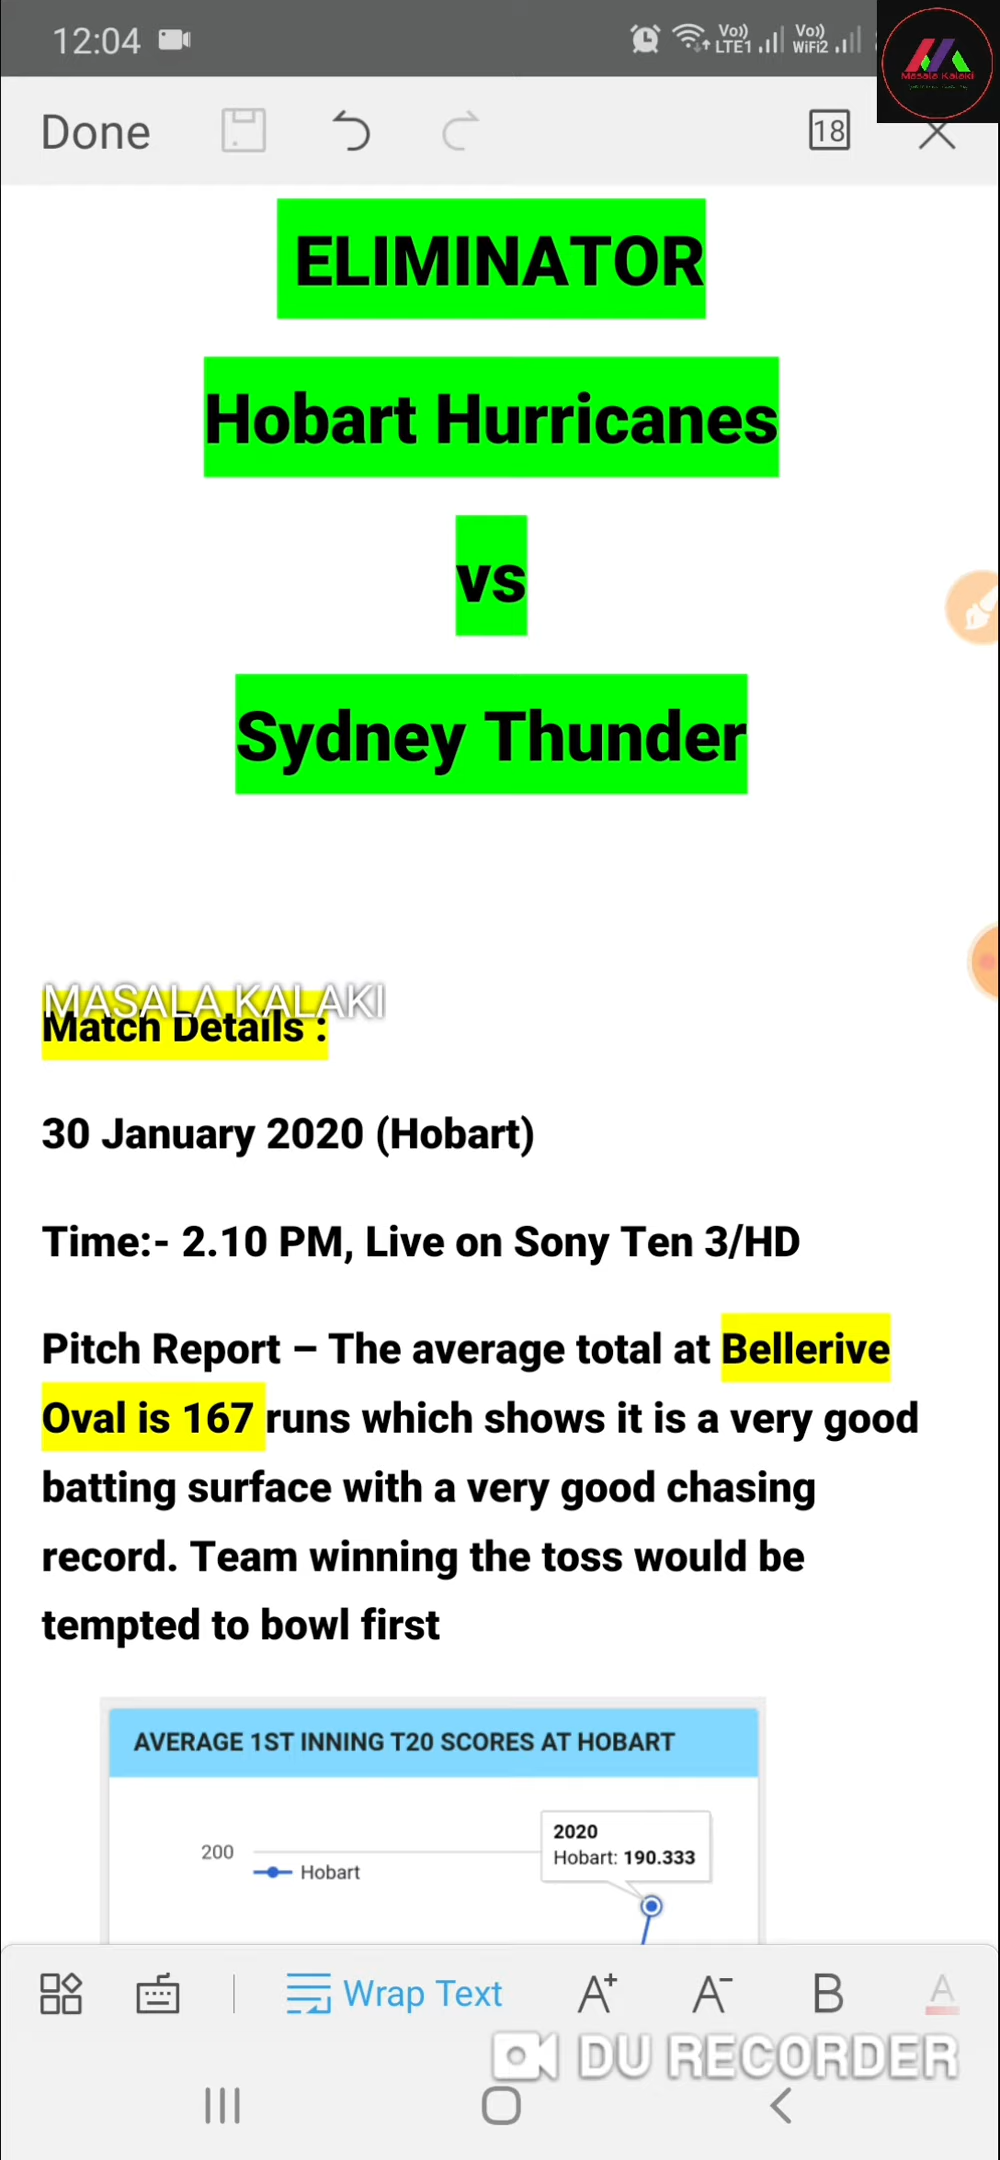 12:04
Vo)) LTE1 Vo)) WiFi2
Masala Kalaki
Done 18
ELIMINATOR
Hobart Hurricanes
vs
Sydney Thunder
MASALA KALAKI
Match Details :
30 January 2020 (Hobart)
Time:- 2.10 PM, Live on Sony Ten 3/HD
Pitch Report – The average total at Bellerive
Oval is 167 runs which shows it is a very good
batting surface with a very good chasing
record. Team winning the toss would be
tempted to bowl first
AVERAGE 1ST INNING T20 SCORES AT HOBART
2020
Hobart: 190.333
200
Hobart
Wrap Text A+ A- B A
DU RECORDER